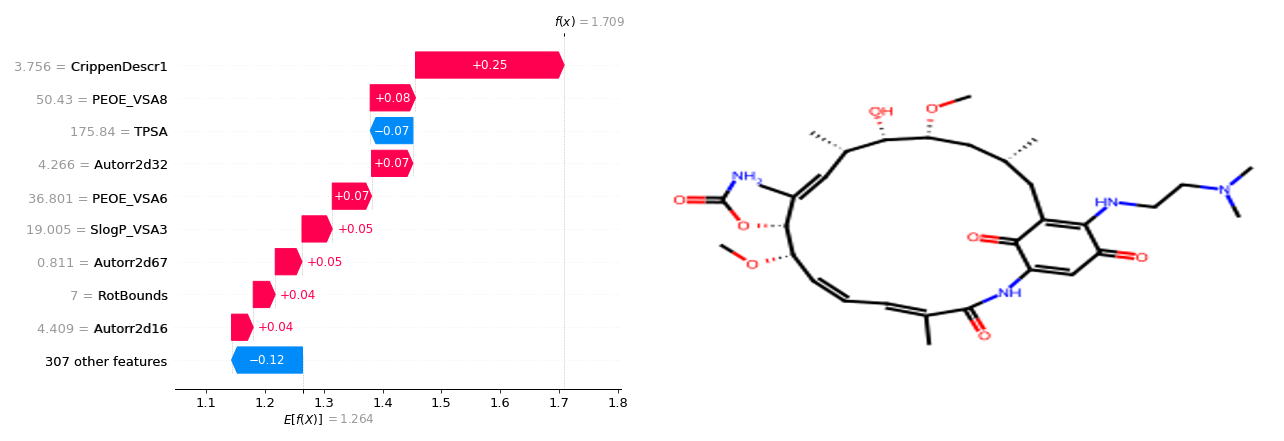 f(x) = 1.709
3.756 = CrippenDescr1
+0.25
50.43 = PEOE_VSA8
+0.08
175.84 = TPSA
−0.07
4.266 = Autorr2d32
+0.07
36.801 = PEOE_VSA6
+0.07
19.005 = SlogP_VSA3
+0.05
0.811 = Autorr2d67
+0.05
7 = RotBounds
+0.04
4.409 = Autorr2d16
+0.04
307 other features
−0.12
1.1 1.2 1.3 1.4 1.5 1.6 1.7 1.8
E[f(X)] = 1.264
OH
O
NH2
O
O
O
HN
N
O
O
NH
O